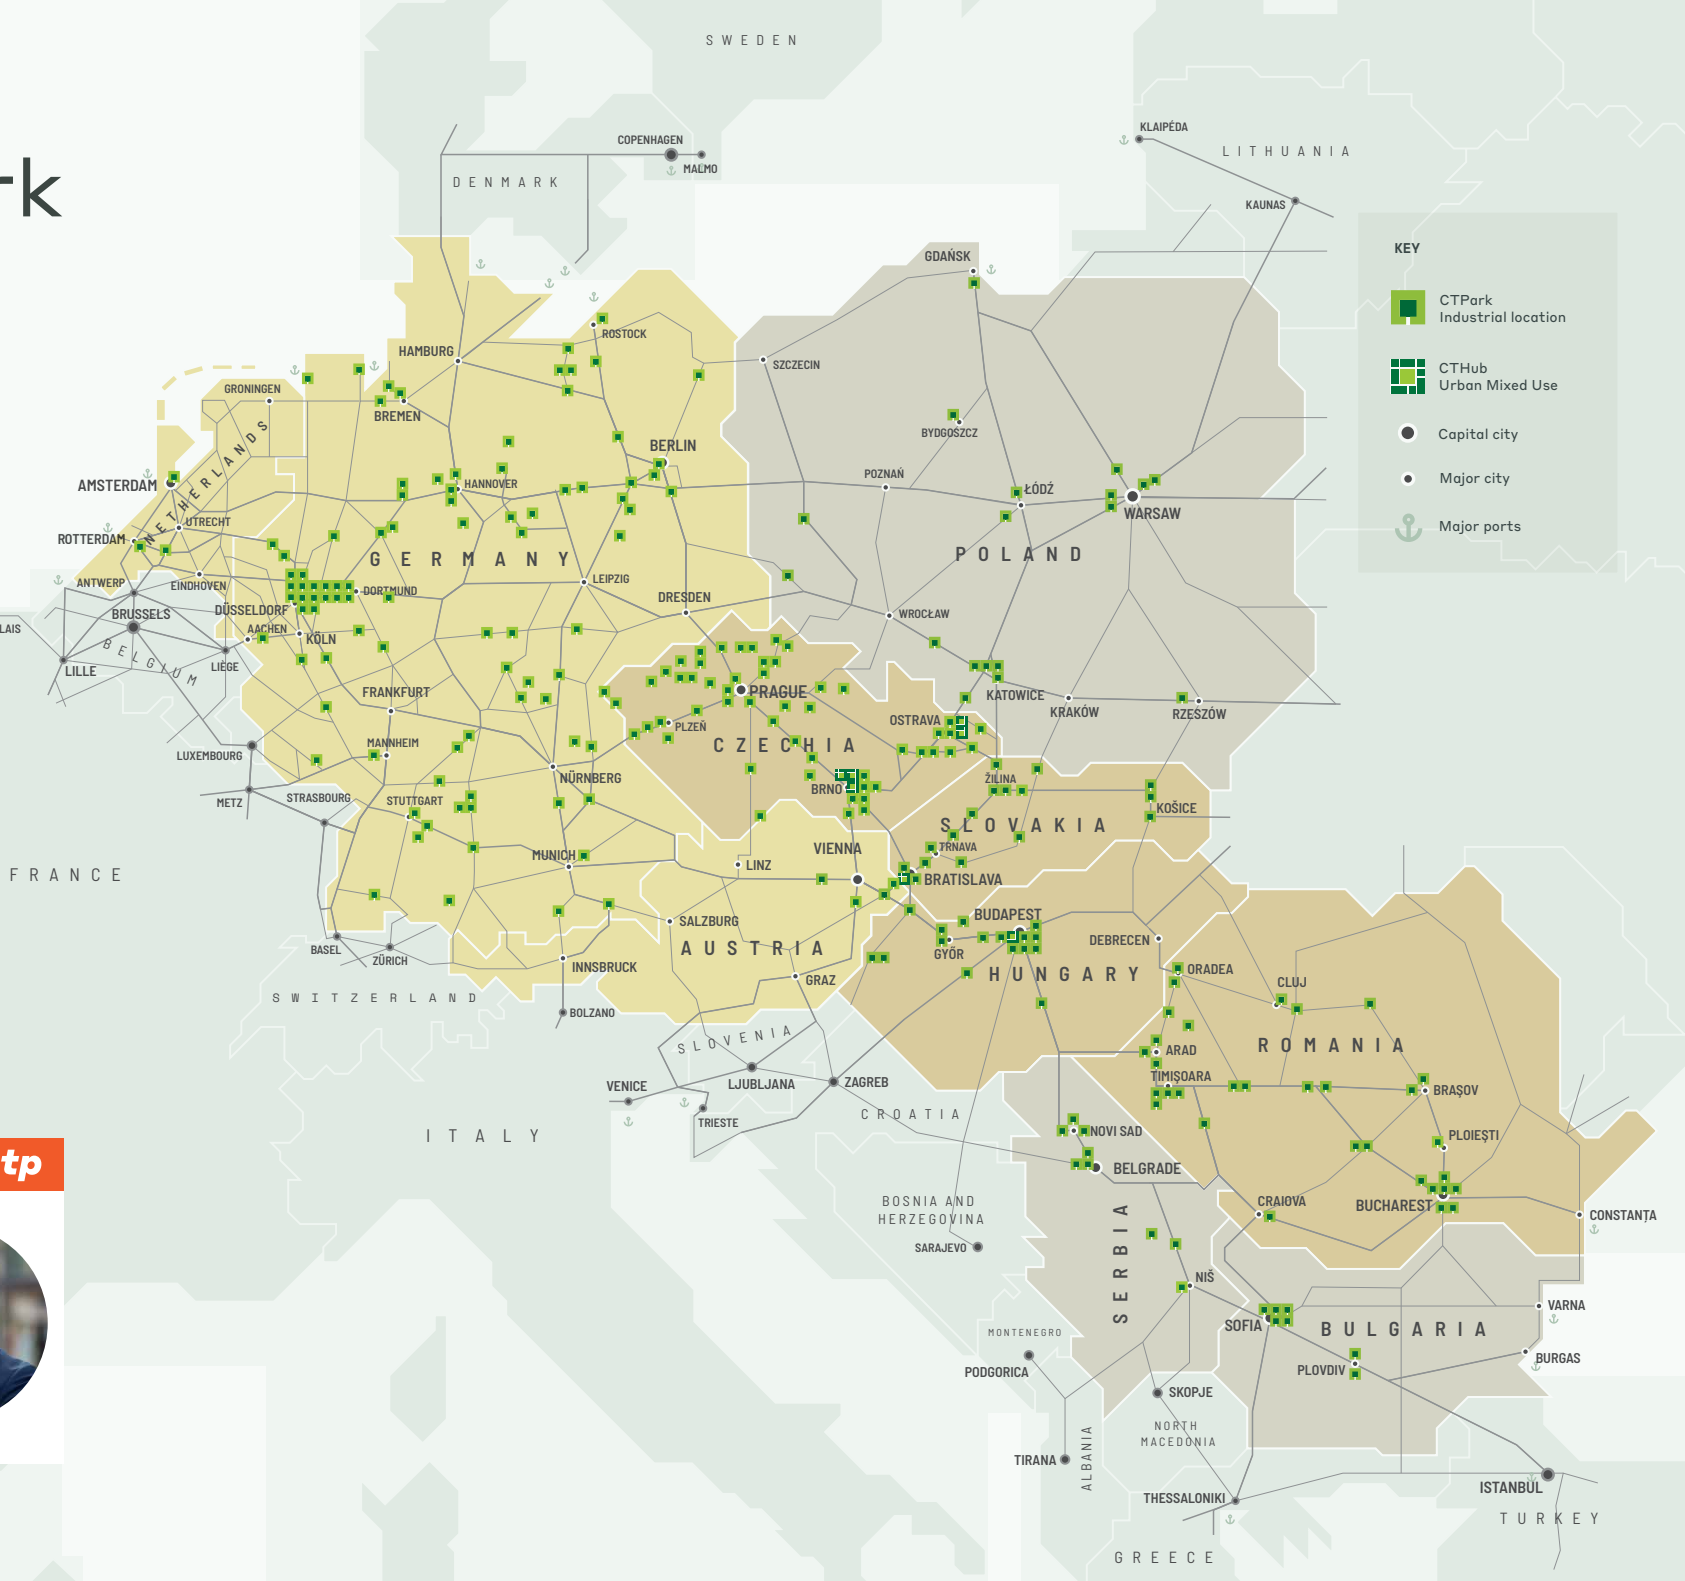 rk
SWEDEN
COPENHAGEN
MALMO
DENMARK
KLAIPÉDA
LITHUANIA
KAUNAS
KEY
CTPark
Industrial location
CTHub
Urban Mixed Use
Capital city
Major city
Major ports
GDAŃSK
ROSTOCK
HAMBURG
SZCZECIN
GRONINGEN
BREMEN
BYDGOSZCZ
NETHERLANDS
BERLIN
AMSTERDAM
HANNOVER
POZNAŃ
ŁÓDŹ
WARSAW
UTRECHT
ROTTERDAM
GERMANY
POLAND
ANTWERP
EINDHOVEN
DORTMUND
LEIPZIG
DRESDEN
DÜSSELDORF
WROCŁAW
BRUSSELS
LAIS
AACHEN
KÖLN
BELGIUM
LIÈGE
LILLE
FRANKFURT
PRAGUE
KATOWICE
KRAKÓW
RZESZÓW
OSTRAVA
PLZEŇ
CZECHIA
LUXEMBOURG
MANNHEIM
NÜRNBERG
ŽILINA
BRNO
METZ
STRASBOURG
STUTTGART
KOŠICE
SLOVAKIA
VIENNA
TRNAVA
MUNICH
LINZ
FRANCE
BRATISLAVA
BUDAPEST
SALZBURG
AUSTRIA
DEBRECEN
BASEL
ZÜRICH
GYŐR
INNSBRUCK
HUNGARY
ORADEA
GRAZ
CLUJ
SWITZERLAND
BOLZANO
SLOVENIA
ROMANIA
ARAD
TIMIŞOARA
VENICE
LJUBLJANA
ZAGREB
BRAŞOV
TRIESTE
CROATIA
NOVI SAD
ITALY
PLOIEŞTI
tp
BELGRADE
BOSNIA AND
HERZEGOVINA
CRAIOVA
BUCHAREST
CONSTANȚA
SERBIA
SARAJEVO
NIŠ
VARNA
SOFIA
BULGARIA
MONTENEGRO
PODGORICA
PLOVDIV
BURGAS
SKOPJE
NORTH
MACEDONIA
ALBANIA
TIRANA
THESSALONIKI
ISTANBUL
TURKEY
GREECE